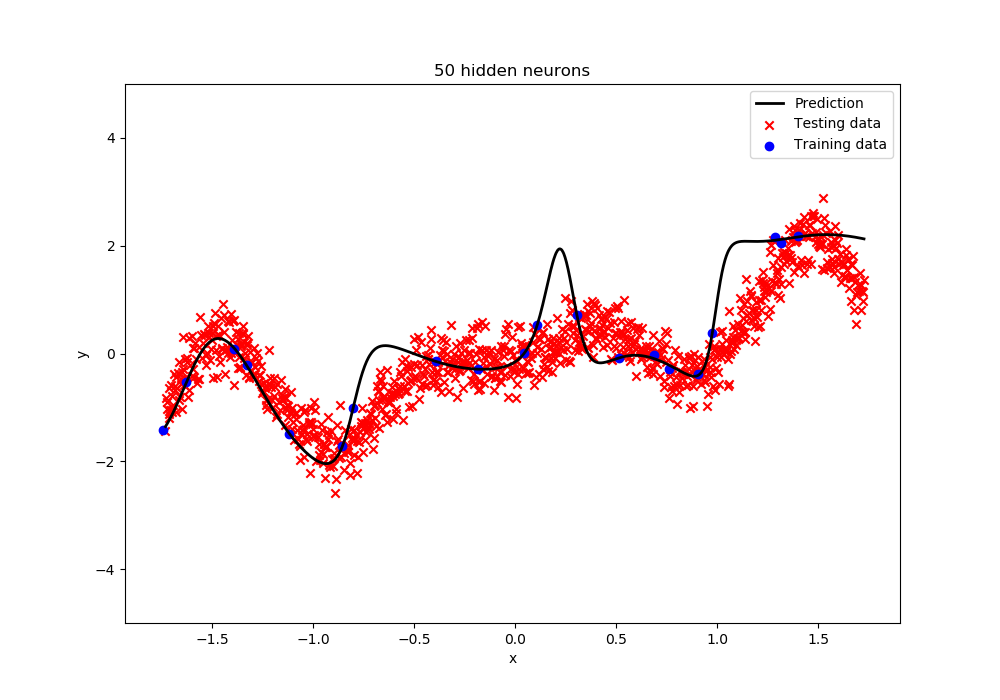 50 hidden neurons
Prediction
Testing data
Training data
4
2
0
−2
−4
y
−1.5 −1.0 −0.5 0.0 0.5 1.0 1.5
x